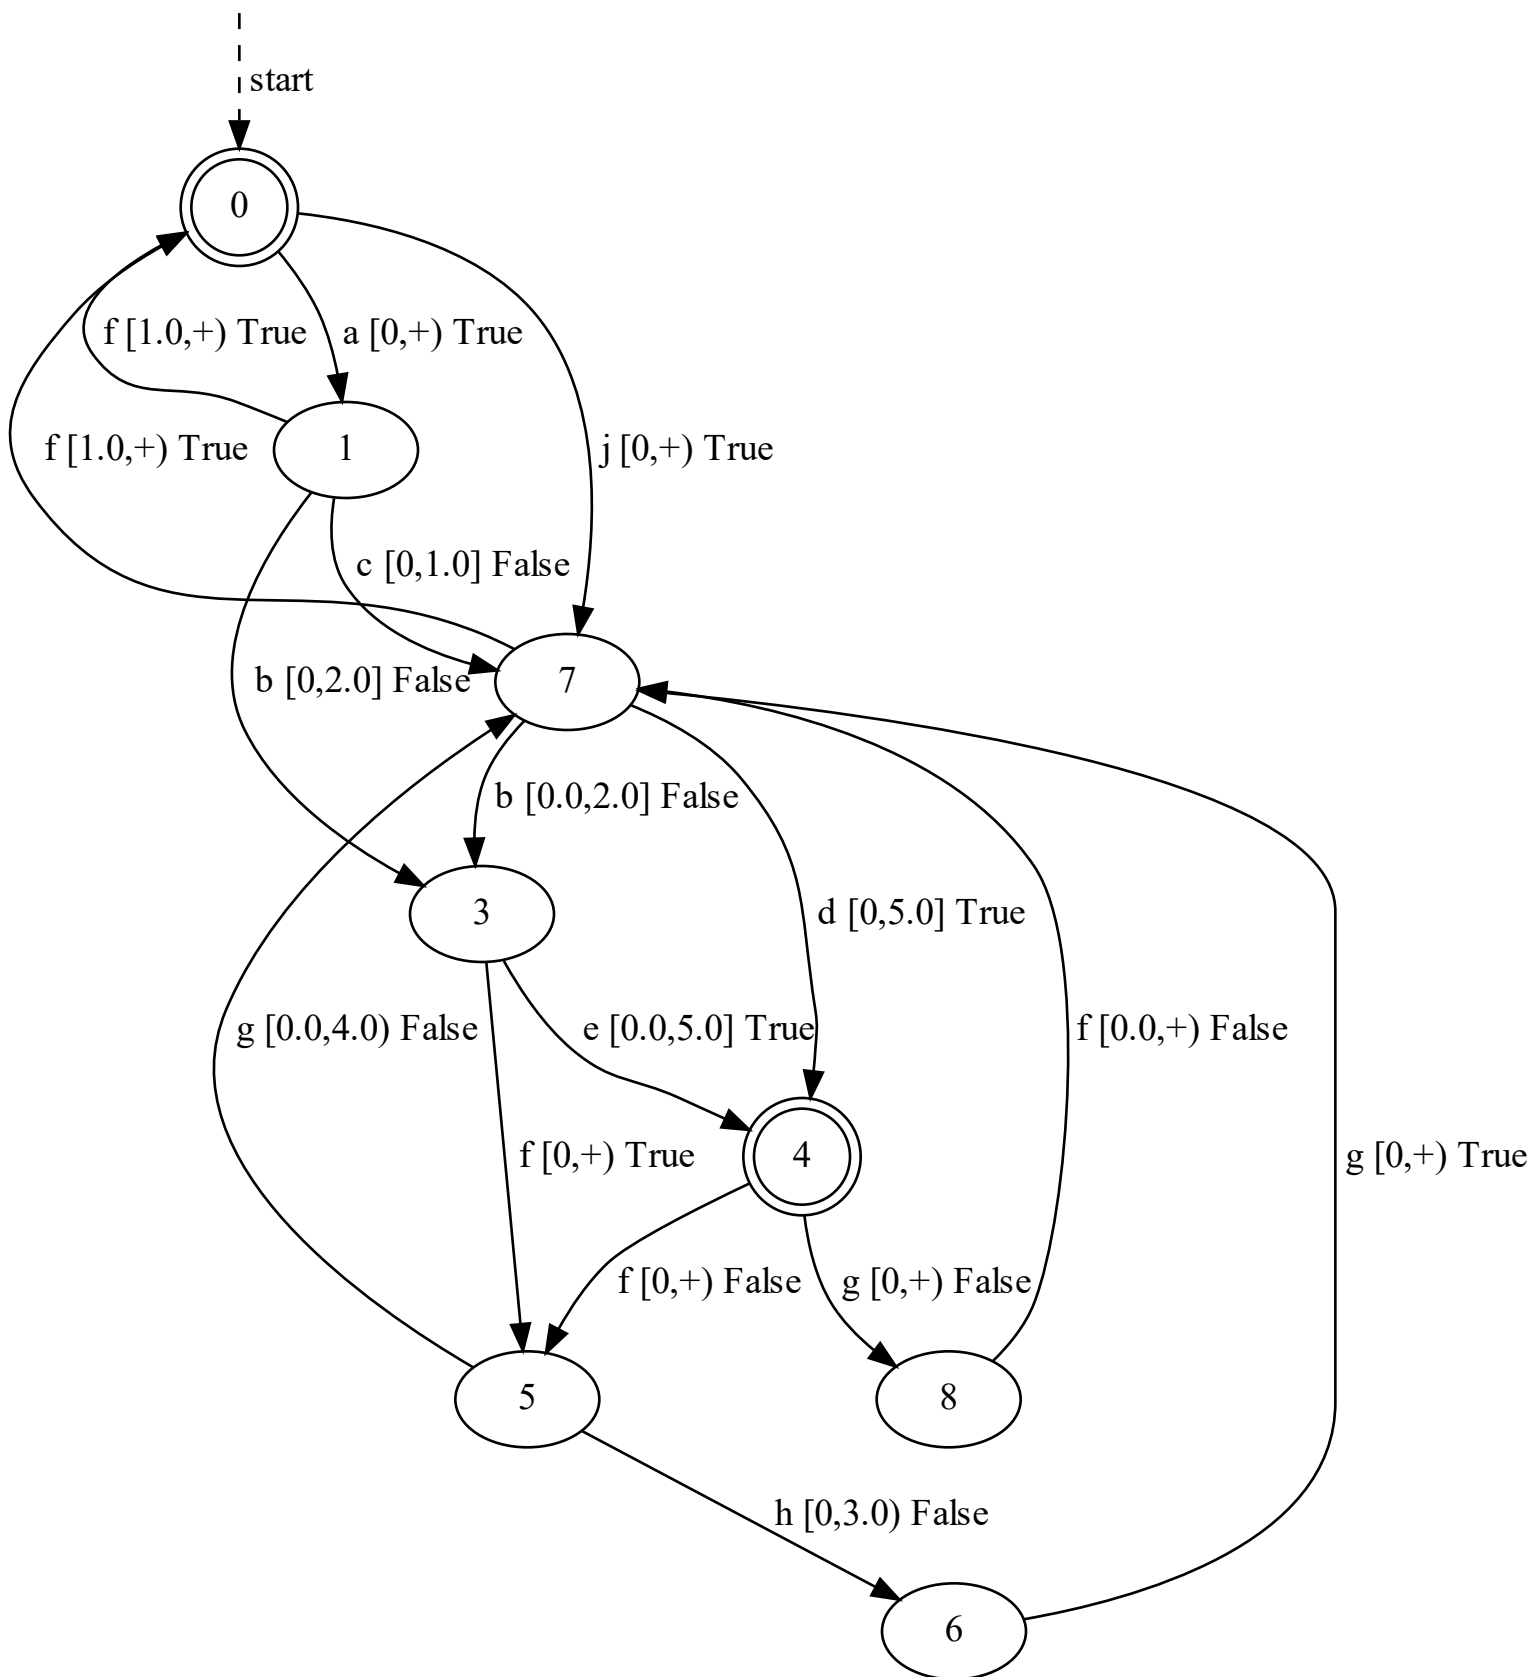 start
0
f [1.0,+) True
a [0,+) True
f [1.0,+) True
1
j [0,+) True
c [0,1.0] False
b [0,2.0] False
7
b [0.0,2.0] False
3
d [0,5.0] True
g [0.0,4.0) False
e [0.0,5.0] True
f [0.0,+) False
f [0,+) True
4
g [0,+) True
f [0,+) False
g [0,+) False
5
8
h [0,3.0) False
6